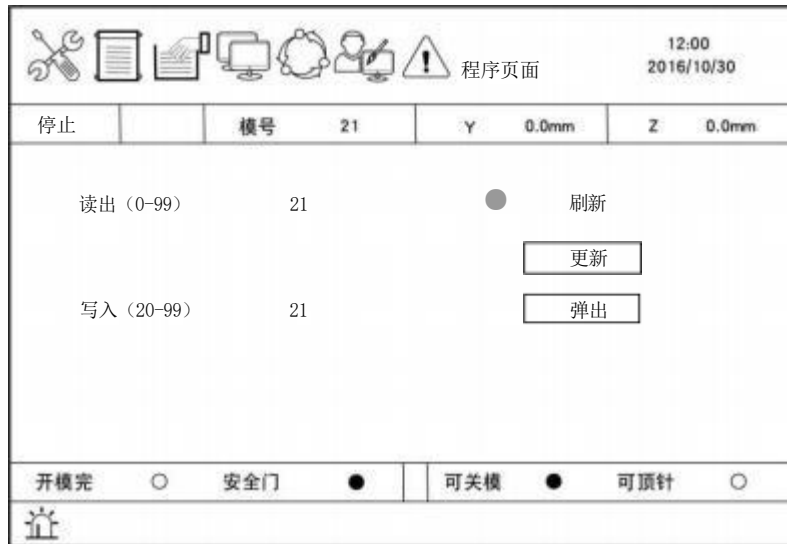 程序页面
12:00
2016/10/30
停止 模号 21 Y 0.0mm Z 0.0mm
读出（0-99） 21 刷新
更新
写入（20-99） 21 弹出
开模完 安全门 可关模 可顶针